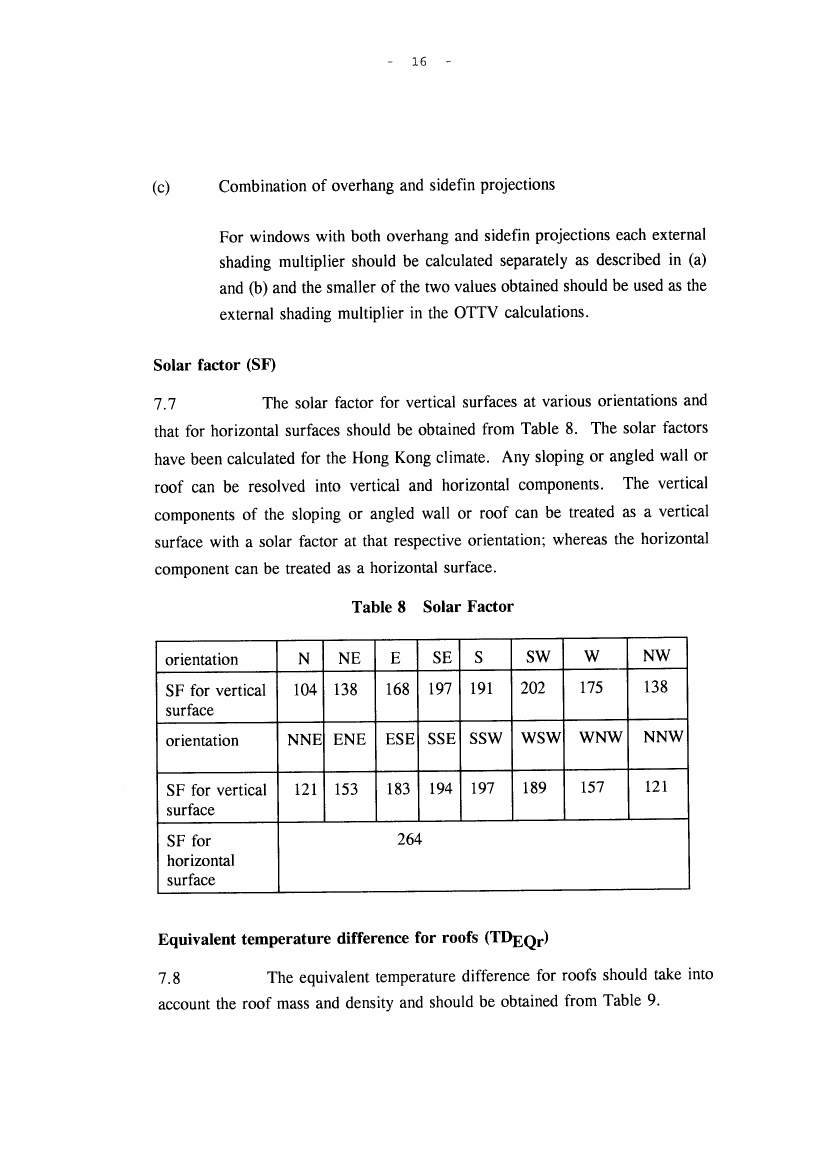 - 16 -
(c) Combination of overhang and sidefin projections
For windows with both overhang and sidefin projections each external
shading multiplier should be calculated separately as described in (a)
and (b) and the smaller of the two values obtained should be used as the
external shading multiplier in the OTTV calculations.
Solar factor (SF)
7.7 The solar factor for vertical surfaces at various orientations and
that for horizontal surfaces should be obtained from Table 8. The solar factors
have been calculated for the Hong Kong climate. Any sloping or angled wall or
roof can be resolved into vertical and horizontal components. The vertical
components of the sloping or angled wall or roof can be treated as a vertical
surface with a solar factor at that respective orientation; whereas the horizontal
component can be treated as a horizontal surface.
Table 8 Solar Factor
orientation N NE E SE S SW W NW
SF for vertical 104 138 168 197 191 202 175 138
surface
orientation NNE ENE ESE SSE SSW WSW WNW NNW
SF for vertical 121 153 183 194 197 189 157 121
surface
SF for 264
horizontal
surface
Equivalent temperature difference for roofs (TDEQr)
7.8 The equivalent temperature difference for roofs should take into
account the roof mass and density and should be obtained from Table 9.